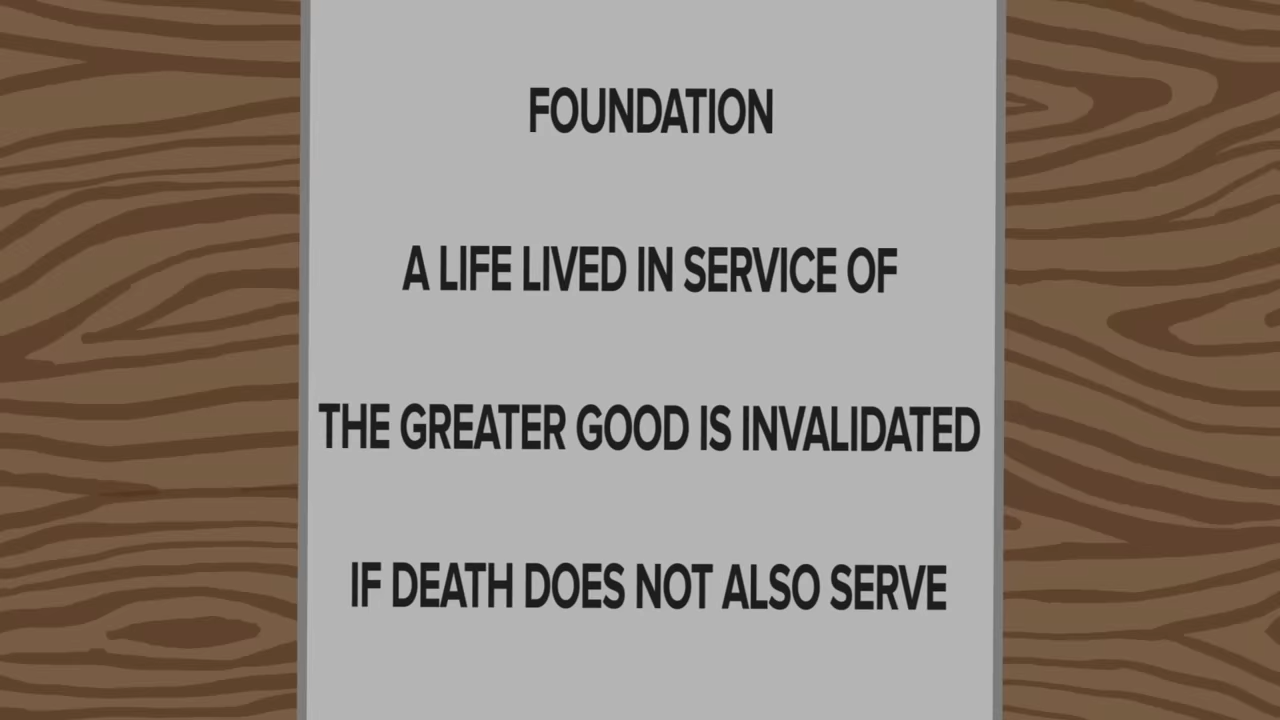 FOUNDATION
A LIFE LIVED IN SERVICE OF
THE GREATER GOOD IS INVALIDATED
IF DEATH DOES NOT ALSO SERVE